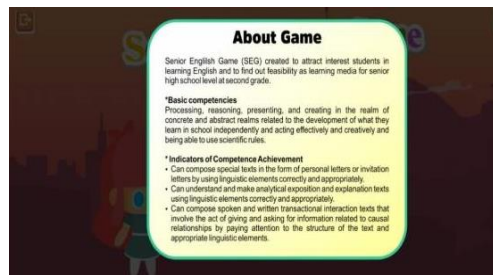 About Game
Senior English Game (SEG) created to attract interest students in
learning English and to find out feasibility as learning media for senior
high school level at second grade.
*Basic competencies
Processing, reasoning, presenting, and creating in the realm of
concrete and abstract realms related to the development of what they
learn in school independently and acting effectively and creatively and
being able to use scientific rules.
* Indicators of Competence Achievement
• Can compose special texts in the form of personal letters or invitation
letters by using linguistic elements correctly and appropriately.
• Can understand and make analytical exposition and explanation texts
using linguistic elements correctly and appropriately.
• Can compose spoken and written transactional interaction texts that
involve the act of giving and asking for information related to causal
relationships by paying attention to the structure of the text and
appropriate linguistic elements.